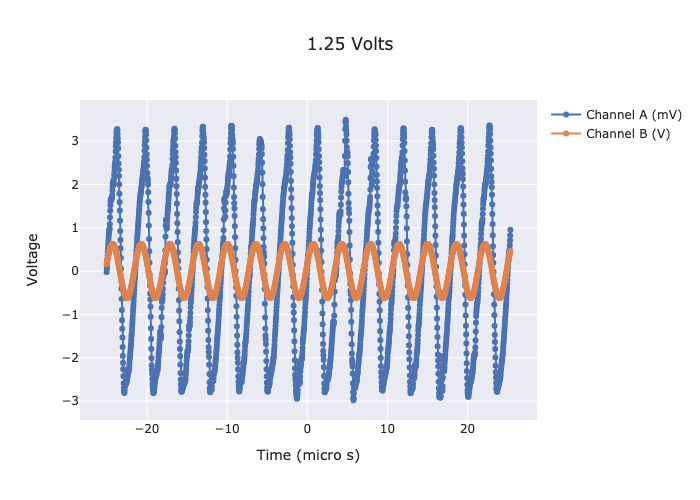 1.25 Volts
Channel A (mV)
Channel B (V)
Voltage
3
2
1
0
−1
−2
−3
−20
−10
0
10
20
Time (micro s)